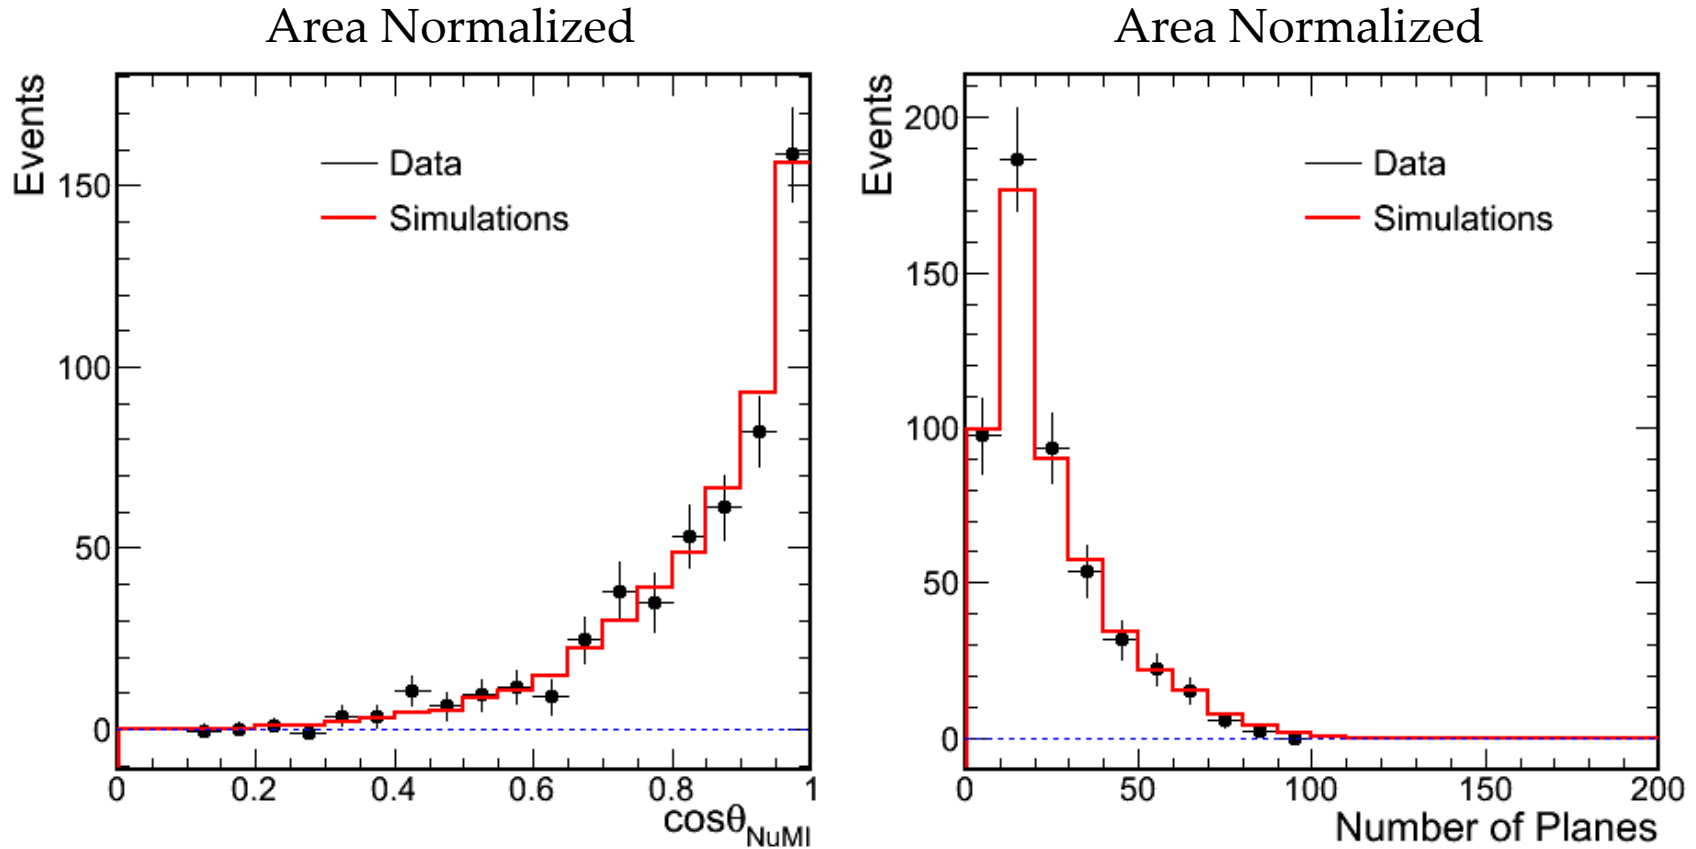 Area Normalized
Events
Data
Simulations
150
100
50
0
0
0.2
0.4
0.6
0.8
1
cosθNuMI
Area Normalized
Events
Data
Simulations
200
150
100
50
0
0
50
100
150
200
Number of Planes